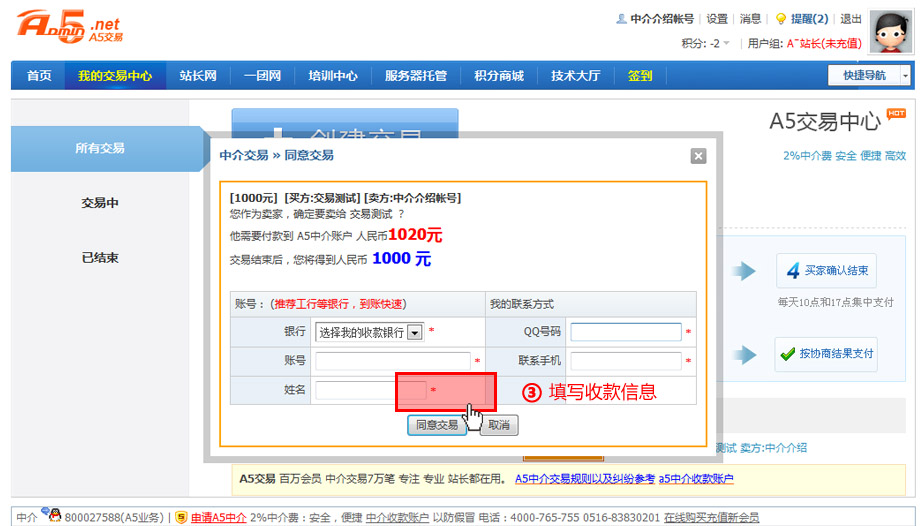 Admin5.net
A5交易
中介介绍帐号 | 设置 | 消息 | 提醒(2) | 退出
积分: -2 | 用户组: A˜站长(未充值)
首页 我的交易中心 站长网 一团网 培训中心 服务器托管 积分商城 技术大厅 签到 快捷导航
所有交易
交易中
已结束
创建交易
A5交易中心 HOT
2%中介费 安全 便捷 高效
中介交易 » 同意交易
[1000元] [买方:交易测试] [卖方:中介介绍帐号]
您作为卖家，确定要卖给 交易测试 ？
他需要付款到 A5中介账户 人民币1020元
交易结束后，您将得到人民币 1000 元
账号：（推荐工行等银行，到账快速） 我的联系方式
银行 选择我的收款银行 * QQ号码 *
账号 * 联系手机 *
姓名 *
③ 填写收款信息
同意交易 取消
4 买家确认结束
每天10点和17点集中支付
按协商结果支付
测试 卖方:中介介绍
A5交易 百万会员 中介交易7万笔 专注 专业 站长都在用。 A5中介交易规则以及纠纷参考 a5中介收款账户
中介 800027588(A5业务) | 申请A5中介 2%中介费：安全，便捷 中介收款账户 以防假冒 电话：4000-765-755 0516-83830201 在线购买充值新会员